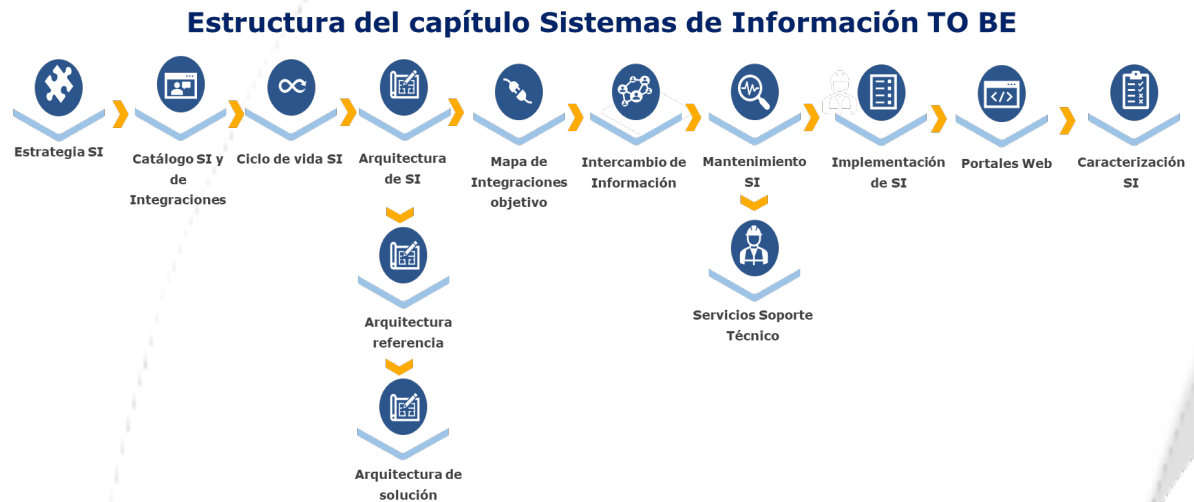 Estructura del capítulo Sistemas de Información TO BE
Estrategia SI
Catálogo SI y
de
Integraciones
Ciclo de vida SI
Arquitectura
de SI
Mapa de
Integraciones
objetivo
Intercambio de
Información
Mantenimiento
SI
Implementación
de SI
Portales Web
Caracterización
SI
Arquitectura
referencia
Servicios Soporte
Técnico
Arquitectura de
solución